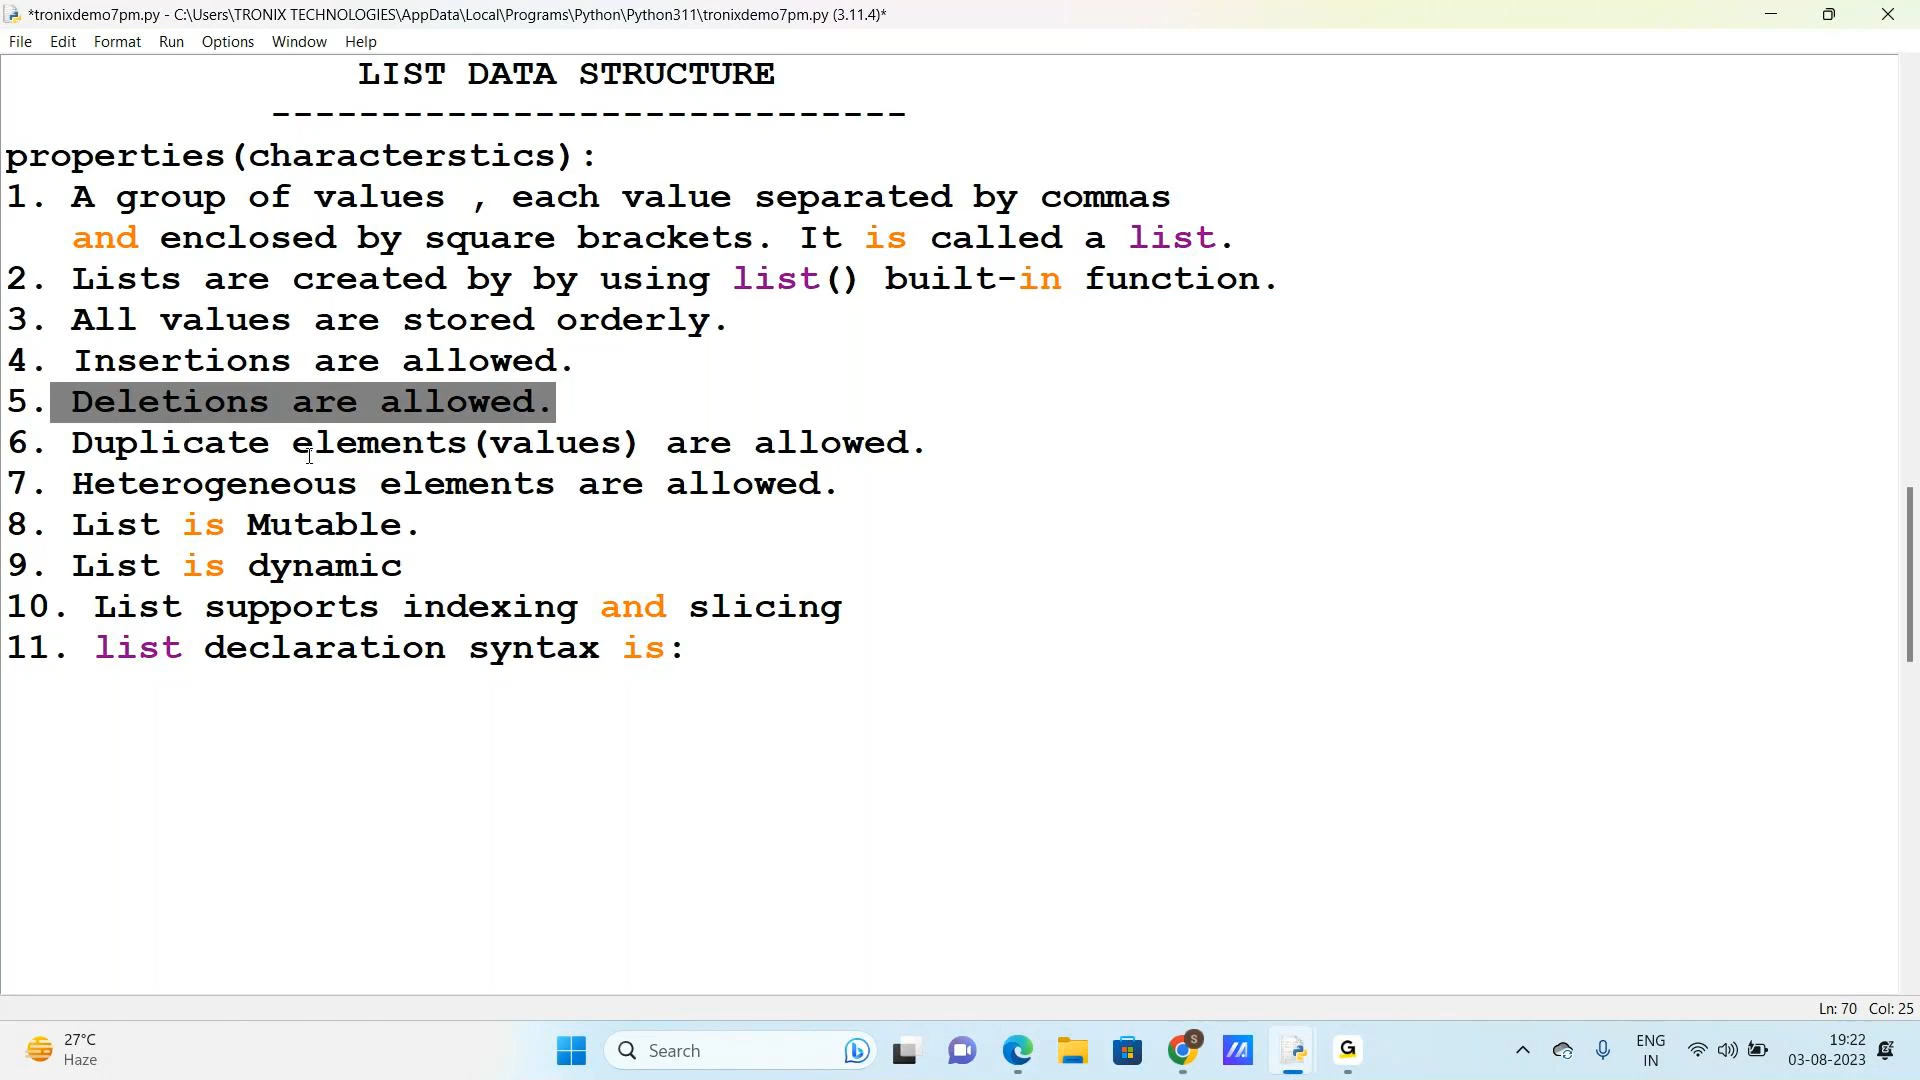 *tronixdemo7pm.py - C:\Users\TRONIX TECHNOLOGIES\AppData\Local\Programs\Python\Python311\tronixdemo7pm.py (3.11.4)*
File Edit Format Run Options Window Help
LIST DATA STRUCTURE
-----------------------------
properties(characterstics):
1. A group of values , each value separated by commas
and enclosed by square brackets. It is called a list.
2. Lists are created by by using list() built-in function.
3. All values are stored orderly.
4. Insertions are allowed.
5. Deletions are allowed.
6. Duplicate elements(values) are allowed.
7. Heterogeneous elements are allowed.
8. List is Mutable.
9. List is dynamic
10. List supports indexing and slicing
11. list declaration syntax is:
Ln: 70 Col: 25
27°C
Haze
Search
S
G
ENG
IN
19:22
03-08-2023